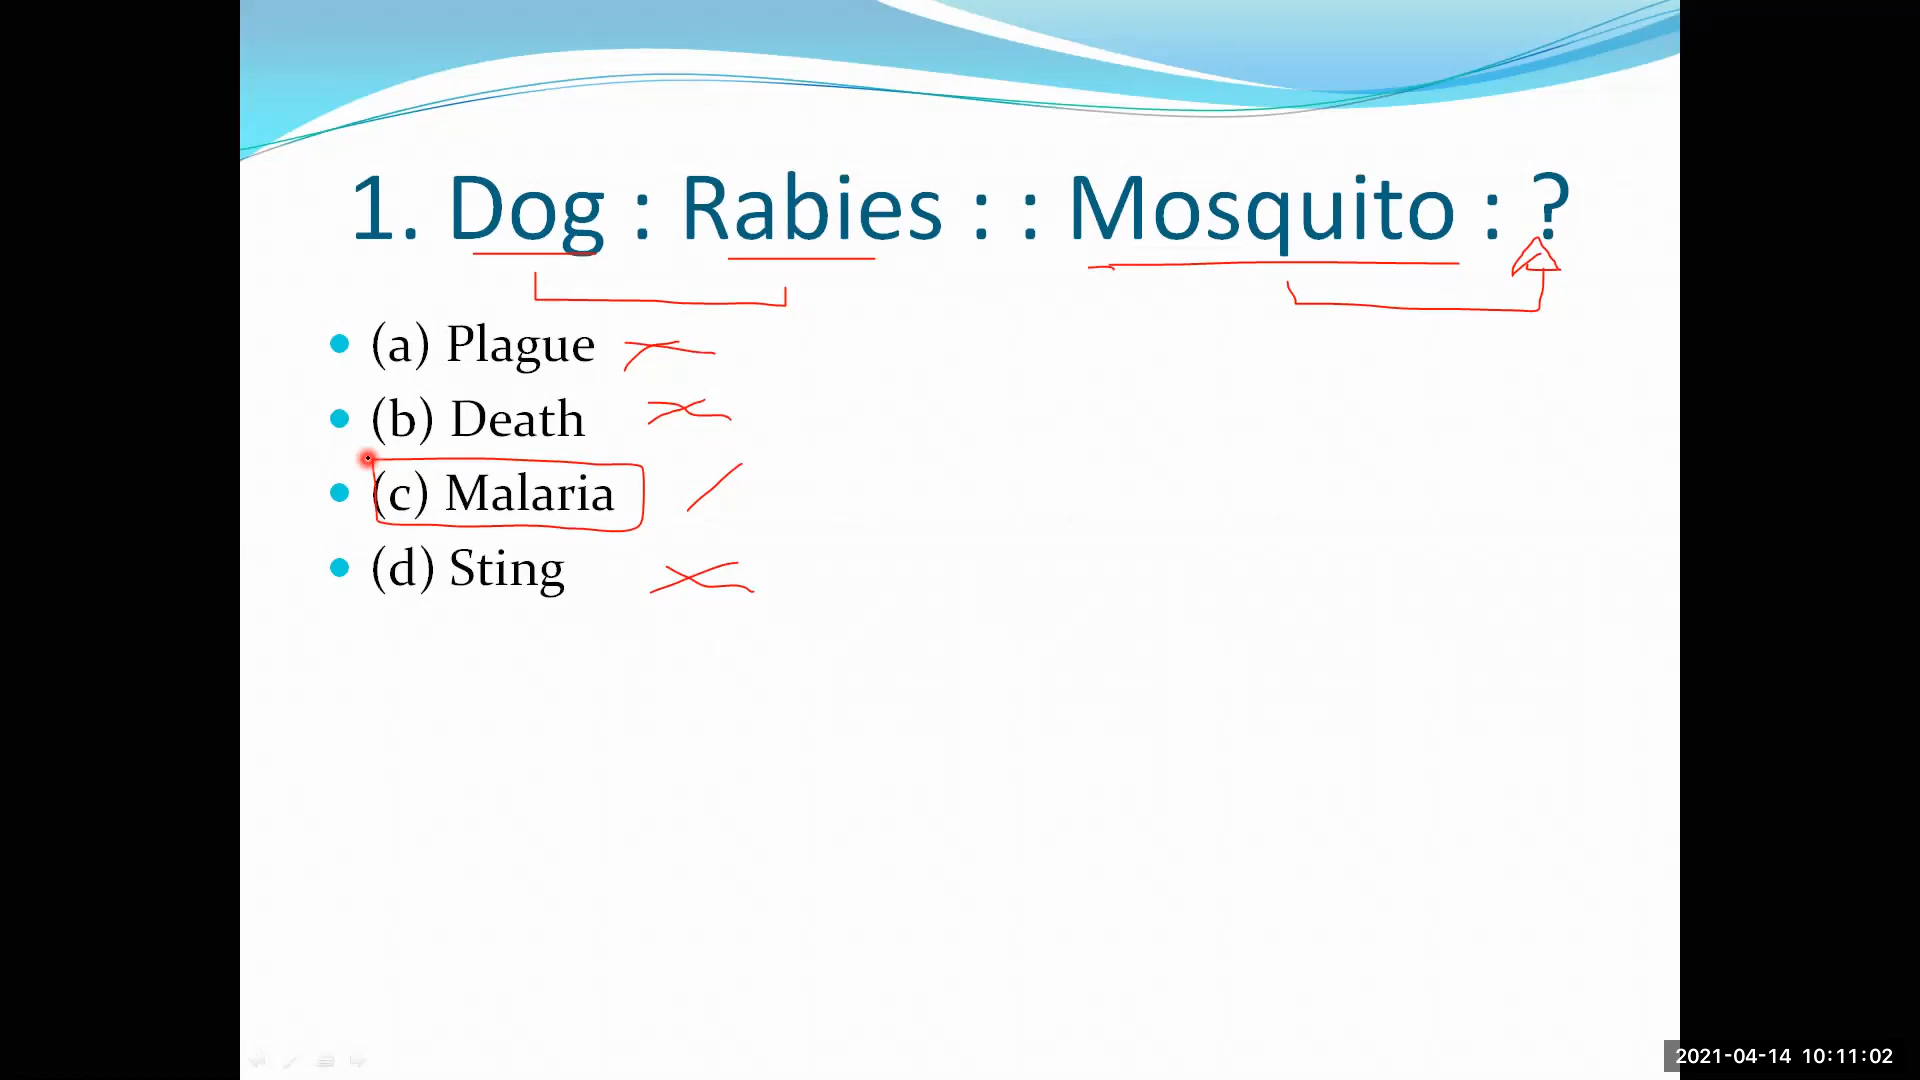 1. Dog : Rabies : : Mosquito : ?
(a) Plague
(b) Death
(c) Malaria
(d) Sting
2021-04-14 10:11:02